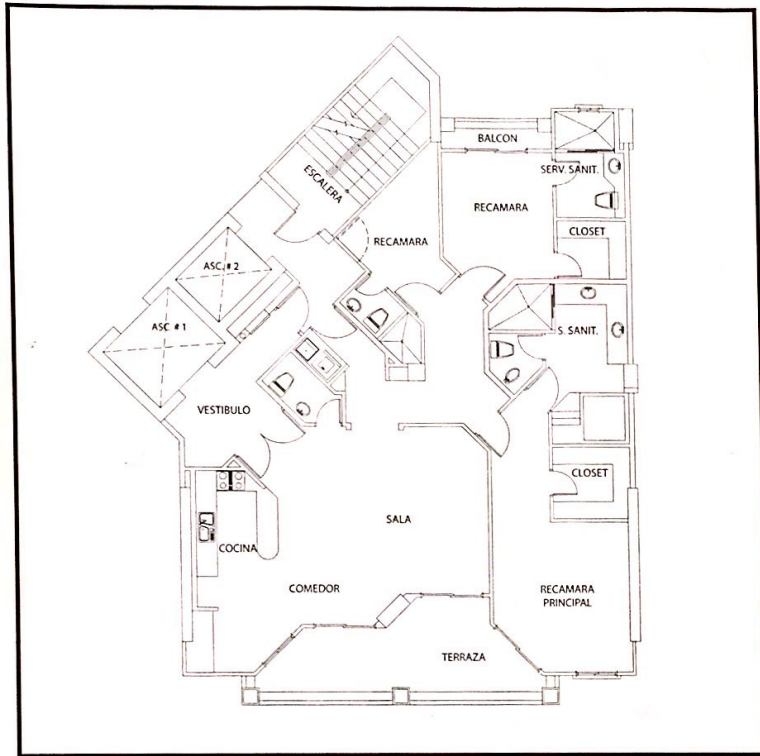 BALCON
ESCALERA
SERV. SANIT.
RECAMARA
RECAMARA
CLOSET
ASC. # 2
ASC. # 1
S. SANIT.
VESTIBULO
CLOSET
SALA
COCINA
COMEDOR
RECAMARA
PRINCIPAL
TERRAZA